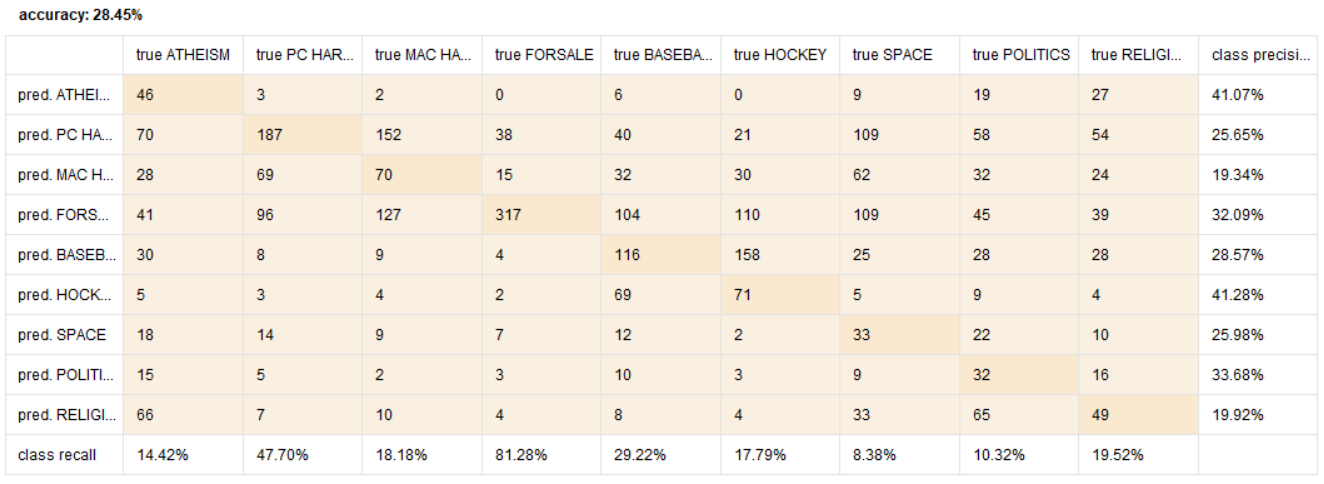 accuracy: 28.45%
true ATHEISM true PC HAR... true MAC HA... true FORSALE true BASEBA... true HOCKEY true SPACE true POLITICS true RELIGI... class precisi...
pred. ATHEI... 46 3 2 0 6 0 9 19 27 41.07%
pred. PC HA... 70 187 152 38 40 21 109 58 54 25.65%
pred. MAC H... 28 69 70 15 32 30 62 32 24 19.34%
pred. FORS... 41 96 127 317 104 110 109 45 39 32.09%
pred. BASEB... 30 8 9 4 116 158 25 28 28 28.57%
pred. HOCK... 5 3 4 2 69 71 5 9 4 41.28%
pred. SPACE 18 14 9 7 12 2 33 22 10 25.98%
pred. POLITI... 15 5 2 3 10 3 9 32 16 33.68%
pred. RELIGI... 66 7 10 4 8 4 33 65 49 19.92%
class recall 14.42% 47.70% 18.18% 81.28% 29.22% 17.79% 8.38% 10.32% 19.52%